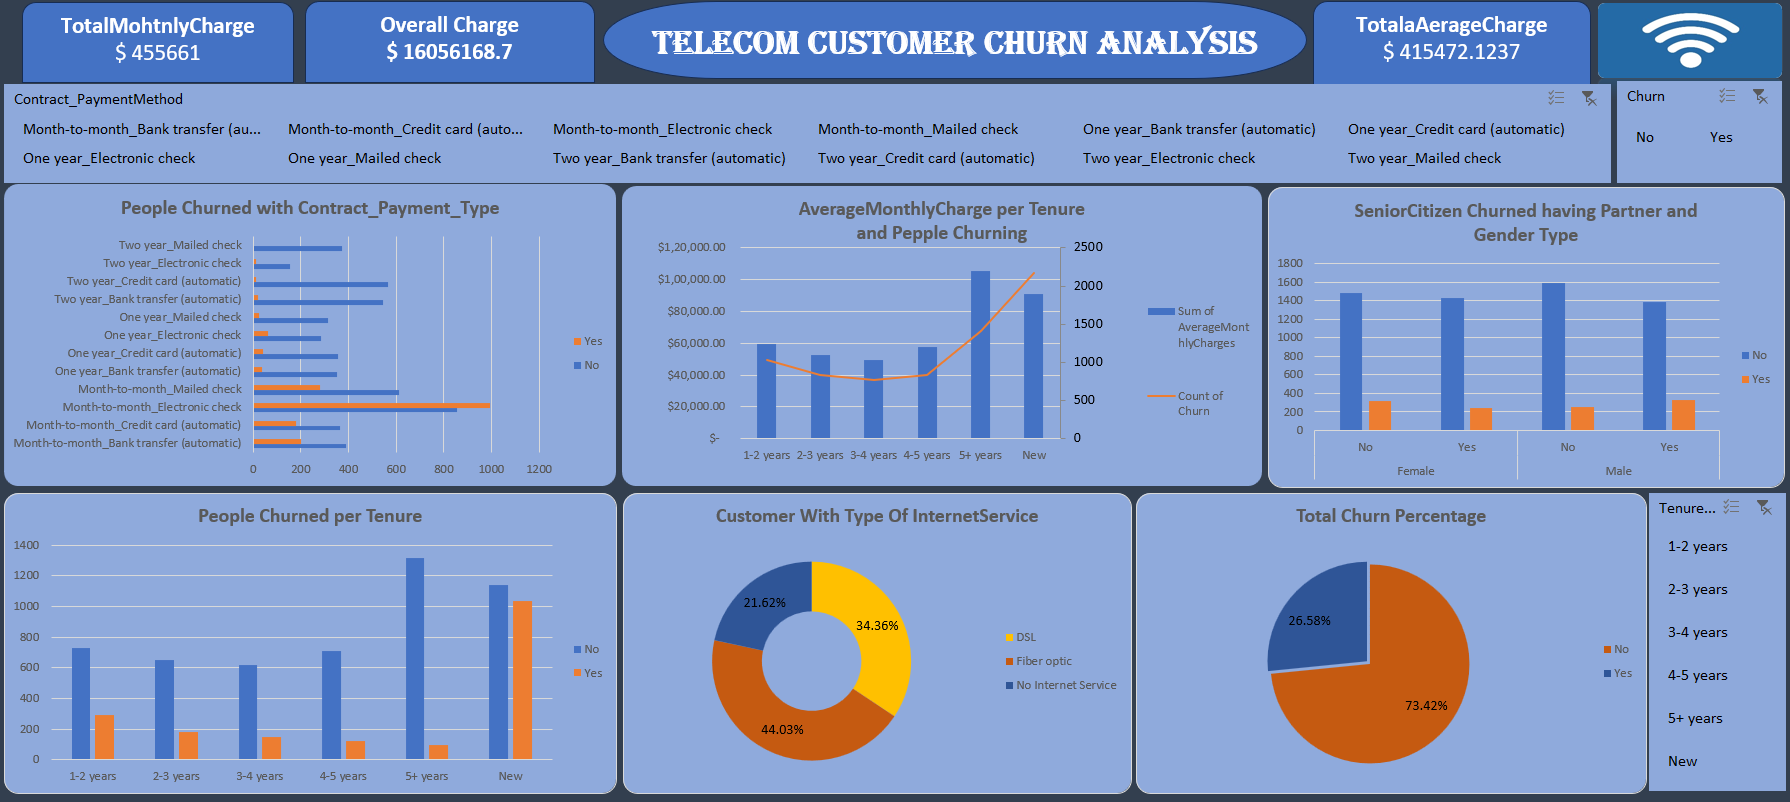 TotalMohtnlyCharge
$ 455661
Overall Charge
$ 16056168.7
TELECOM CUSTOMER CHURN ANALYSIS
TotalaAerageCharge
$ 415472.1237
Contract_PaymentMethod
Month-to-month_Bank transfer (au...
Month-to-month_Credit card (auto...
Month-to-month_Electronic check
Month-to-month_Mailed check
One year_Bank transfer (automatic)
One year_Credit card (automatic)
One year_Electronic check
One year_Mailed check
Two year_Bank transfer (automatic)
Two year_Credit card (automatic)
Two year_Electronic check
Two year_Mailed check
Churn
No
Yes
People Churned with Contract_Payment_Type
Two year_Mailed check
Two year_Electronic check
Two year_Credit card (automatic)
Two year_Bank transfer (automatic)
One year_Mailed check
One year_Electronic check
One year_Credit card (automatic)
One year_Bank transfer (automatic)
Month-to-month_Mailed check
Month-to-month_Electronic check
Month-to-month_Credit card (automatic)
Month-to-month_Bank transfer (automatic)
0 200 400 600 800 1000 1200
Yes
No
AverageMonthlyCharge per Tenure
and Pepple Churning
$1,20,000.00
$1,00,000.00
$80,000.00
$60,000.00
$40,000.00
$20,000.00
$-
2500
2000
1500
1000
500
0
1-2 years 2-3 years 3-4 years 4-5 years 5+ years New
Sum of
AverageMont
hlyCharges
Count of
Churn
SeniorCitizen Churned having Partner and
Gender Type
1800
1600
1400
1200
1000
800
600
400
200
0
No Yes No Yes
Female Male
No
Yes
People Churned per Tenure
1400
1200
1000
800
600
400
200
0
1-2 years 2-3 years 3-4 years 4-5 years 5+ years New
No
Yes
Customer With Type Of InternetService
21.62%
34.36%
44.03%
DSL
Fiber optic
No Internet Service
Total Churn Percentage
26.58%
73.42%
No
Yes
Tenure...
1-2 years
2-3 years
3-4 years
4-5 years
5+ years
New